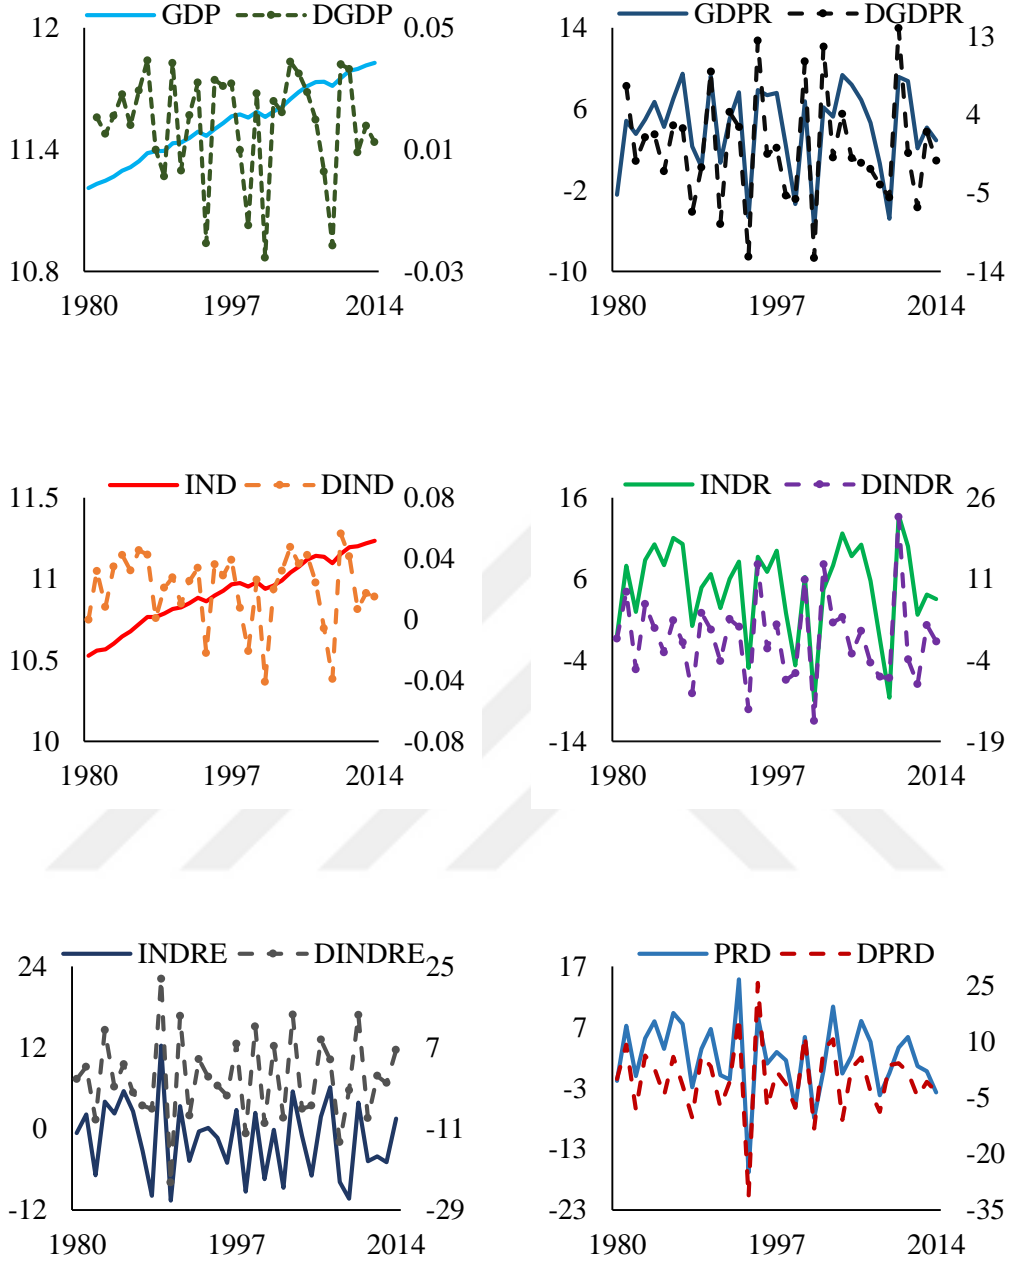 GDP DGDP
12 0.05
11.4 0.01
10.8 -0.03
1980 1997 2014
GDPR DGDPR
14 13
6 4
-2 -5
-10 -14
1980 1997 2014
IND DIND
11.5 0.08
11 0.04
0
10.5 -0.04
10 -0.08
1980 1997 2014
INDR DINDR
16 26
6 11
-4 -4
-14 -19
1980 1997 2014
INDRE DINDRE
24 25
12 7
0 -11
-12 -29
1980 1997 2014
PRD DPRD
17 25
7 10
-3 -5
-13 -20
-23 -35
1980 1997 2014